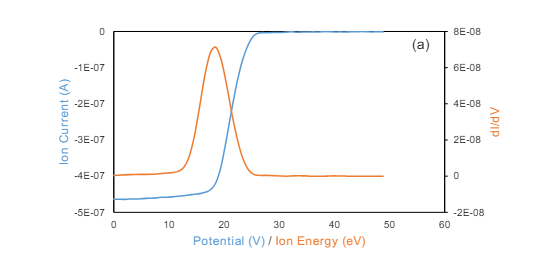 0
-1E-07
-2E-07
-3E-07
-4E-07
-5E-07
Ion Current (A)
(a)
8E-08
6E-08
4E-08
2E-08
0
-2E-08
dI/dV
0 10 20 30 40 50 60
Potential (V) / Ion Energy (eV)